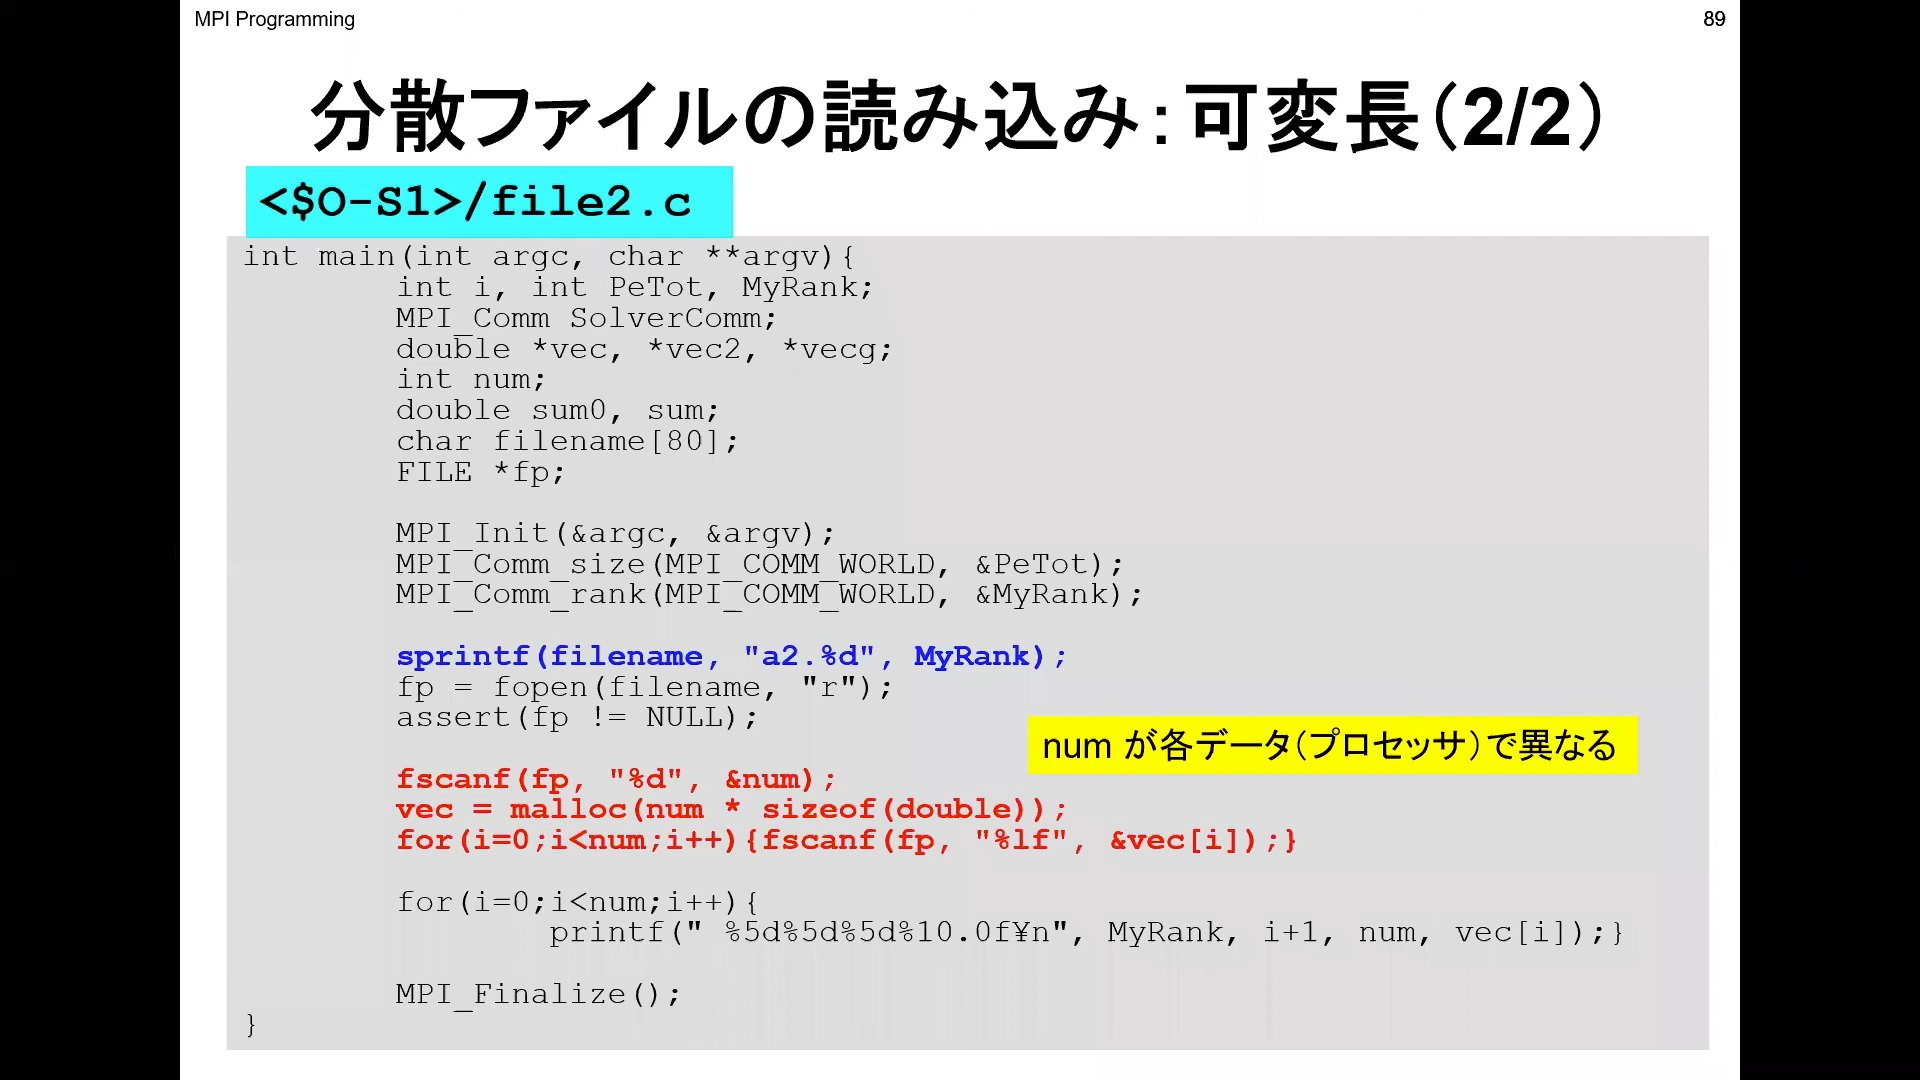 MPI Programming
89
分散ファイルの読み込み：可変長（2/2）
<$O-S1>/file2.c
int main(int argc, char **argv){
int i, int PeTot, MyRank;
MPI_Comm SolverComm;
double *vec, *vec2, *vecg;
int num;
double sum0, sum;
char filename[80];
FILE *fp;
MPI_Init(&argc, &argv);
MPI_Comm_size(MPI_COMM_WORLD, &PeTot);
MPI_Comm_rank(MPI_COMM_WORLD, &MyRank);
sprintf(filename, "a2.%d", MyRank);
fp = fopen(filename, "r");
assert(fp != NULL);
num が各データ（プロセッサ）で異なる
fscanf(fp, "%d", &num);
vec = malloc(num * sizeof(double));
for(i=0;i<num;i++){fscanf(fp, "%lf", &vec[i]);}
for(i=0;i<num;i++){
printf(" %5d%5d%5d%10.0f¥n", MyRank, i+1, num, vec[i]);}
MPI_Finalize();
}